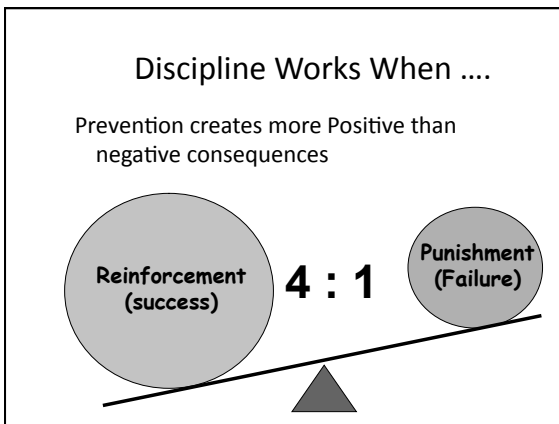 Discipline Works When ....
Prevention creates more Positive than
negative consequences
Reinforcement
(success)
4 : 1
Punishment
(Failure)